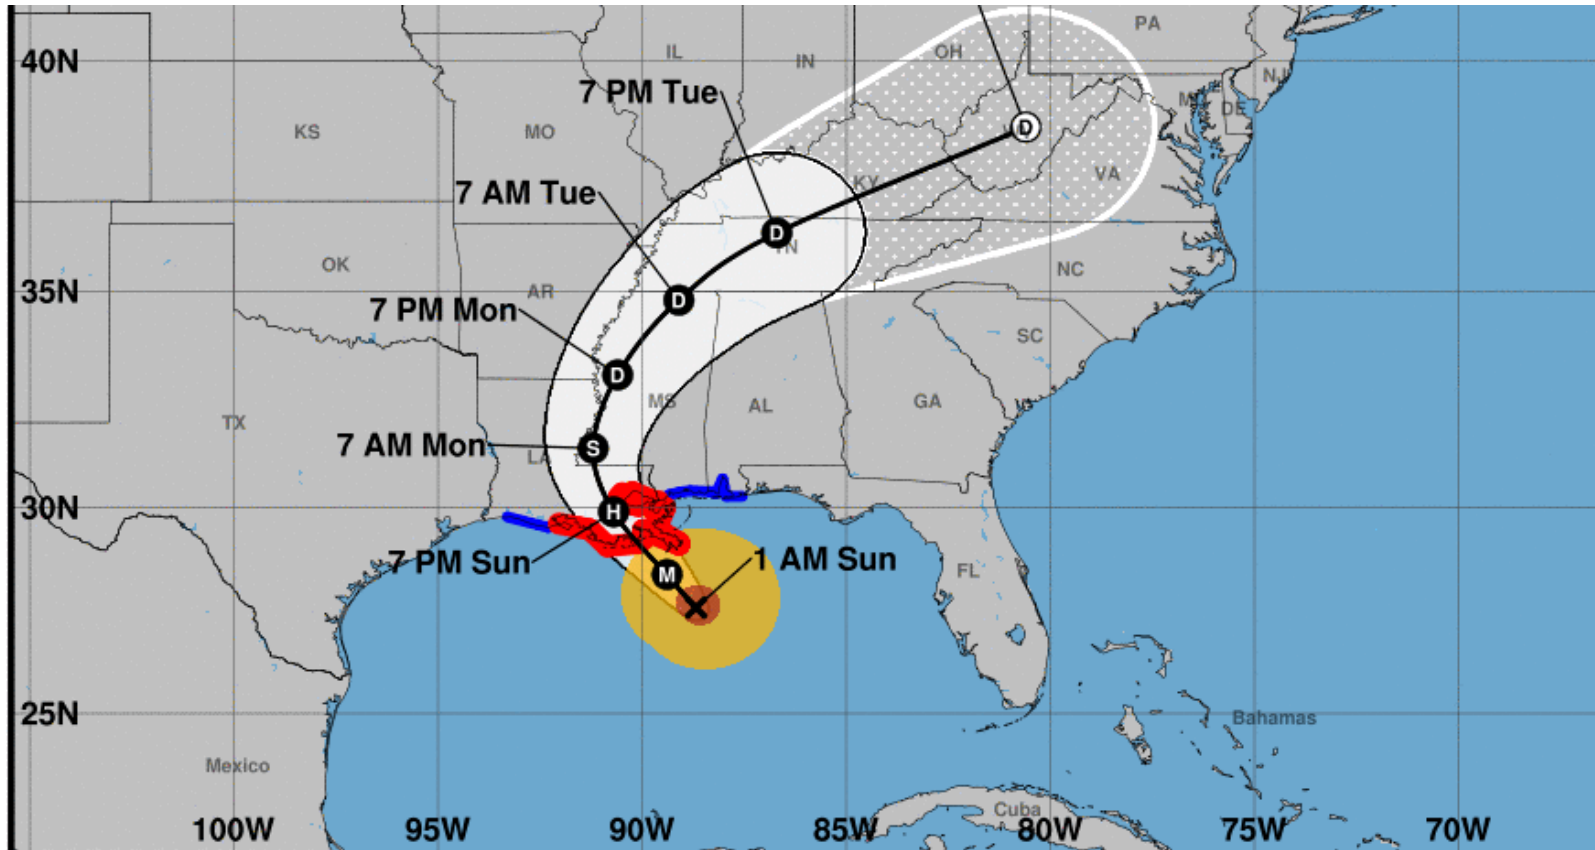 PA
OH
IL
IN
40N
NJ
7 PM Tue
MD
DE
D
KS
MO
VA
KY
7 AM Tue
D
TN
OK
NC
35N
AR
D
7 PM Mon
SC
D
MS
AL
GA
TX
7 AM Mon
S
LA
30N
H
7 PM Sun
1 AM Sun
FL
M
25N
Bahamas
Mexico
Cuba
100W
95W
90W
85W
80W
75W
70W